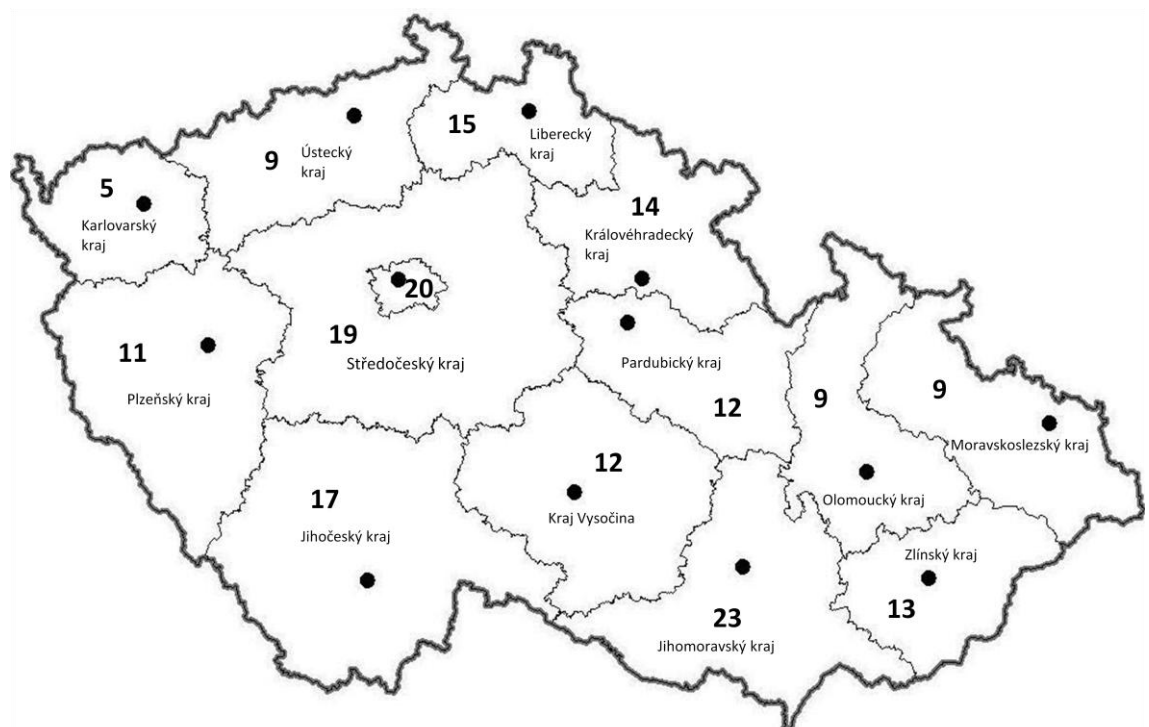 15
9
Ústecký
kraj
Liberecký
kraj
5
Karlovarský
kraj
14
Královéhradecký
kraj
20
19
Středočeský kraj
11
Plzeňský kraj
Pardubický kraj
12
9
9
Moravskoslezský kraj
12
Kraj Vysočina
17
Jihočeský kraj
Olomoucký kraj
Zlínský kraj
13
23
Jihomoravský kraj